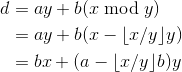 d = ay + b(x mod y)
= ay + b(x - ⌊x/y⌋y)
= bx + (a - ⌊x/y⌋b)y